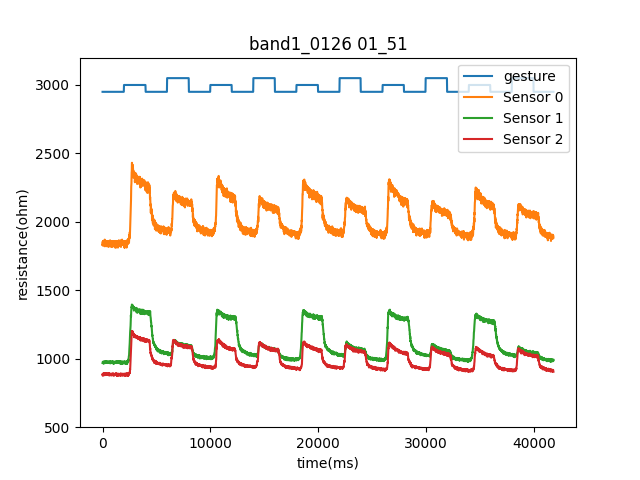 band1_0126 01_51
gesture
Sensor 0
Sensor 1
Sensor 2
resistance(ohm)
3000
2500
2000
1500
1000
500
0
10000
20000
30000
40000
time(ms)